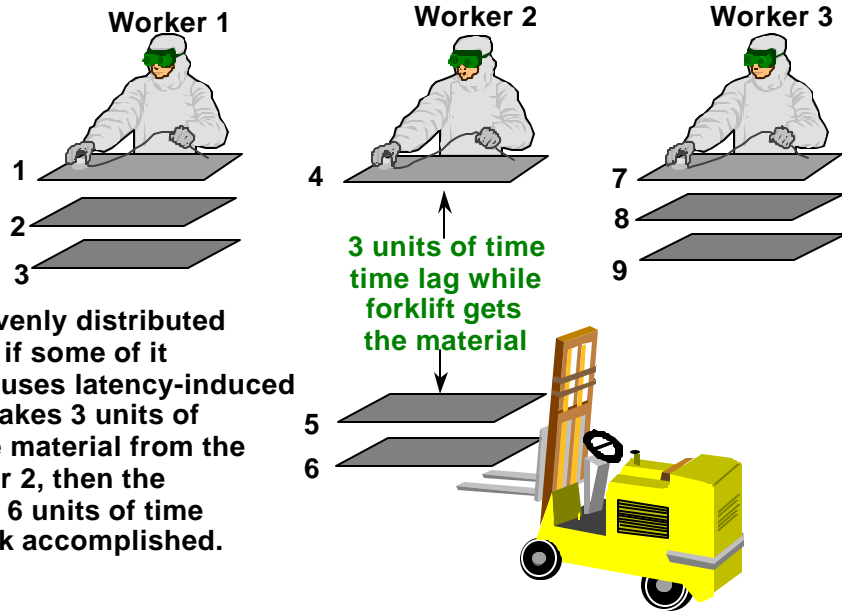 Worker 1
Worker 2
Worker 3
1
2
3
4
7
8
9
3 units of time
time lag while
forklift gets
the material
5
6
venly distributed
if some of it
uses latency-induced
akes 3 units of
e material from the
r 2, then the
6 units of time
k accomplished.